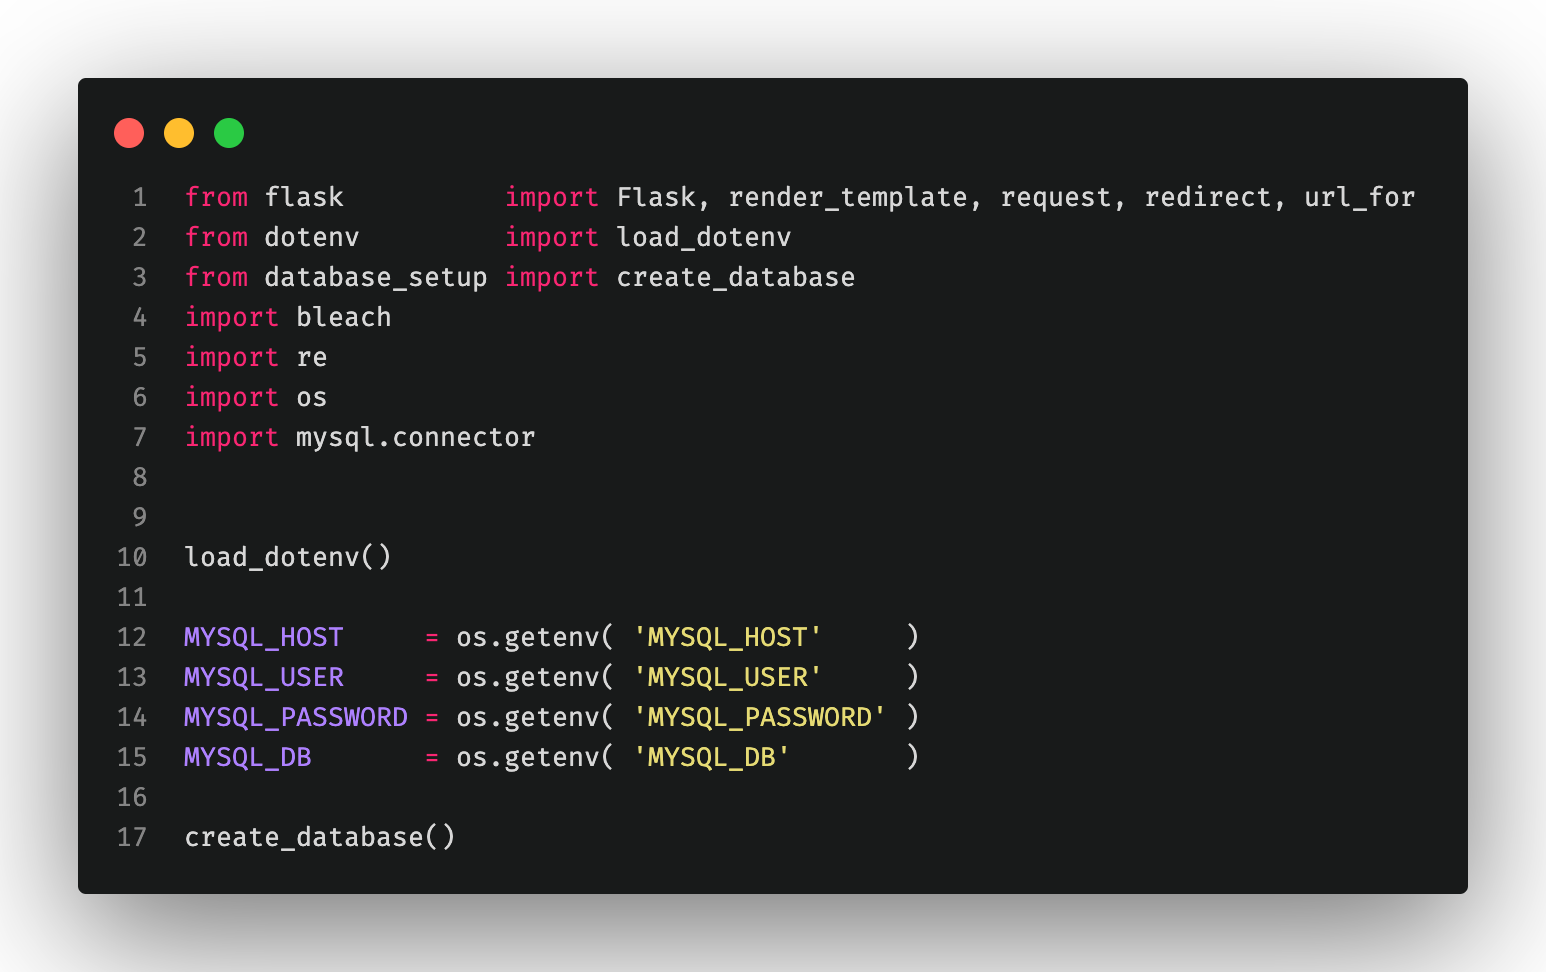 1 from flask          import Flask, render_template, request, redirect, url_for
2 from dotenv         import load_dotenv
3 from database_setup import create_database
4 import bleach
5 import re
6 import os
7 import mysql.connector
8
9
10 load_dotenv()
11
12 MYSQL_HOST     = os.getenv( 'MYSQL_HOST'     )
13 MYSQL_USER     = os.getenv( 'MYSQL_USER'     )
14 MYSQL_PASSWORD = os.getenv( 'MYSQL_PASSWORD' )
15 MYSQL_DB       = os.getenv( 'MYSQL_DB'       )
16
17 create_database()